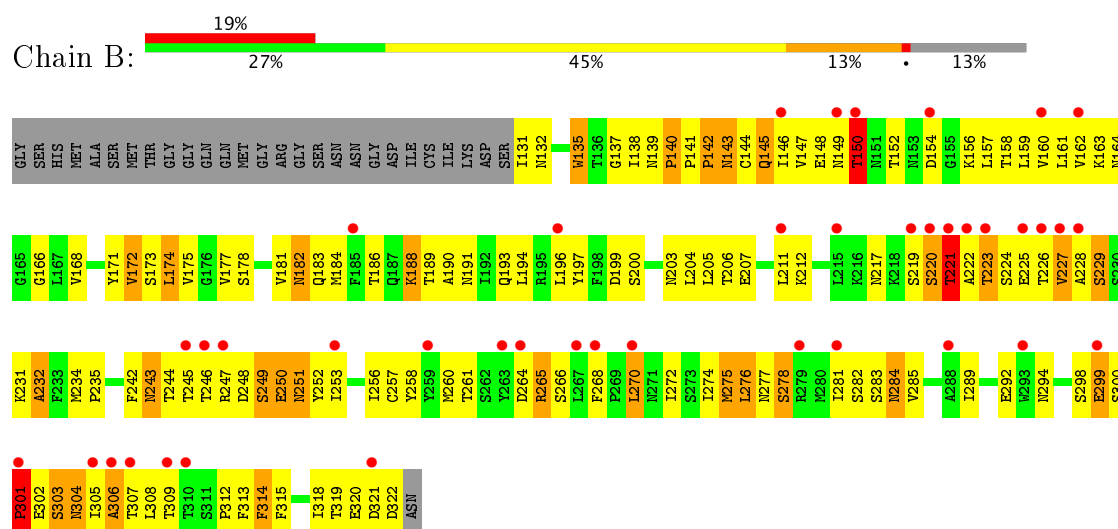 19%
Chain B:
27% 45% 13% • 13%
GLY SER HIS MET ALA SER MET THR GLY GLY GLN GLN MET GLY ARG GLY SER ASN ASN GLY ASP ILE CYS ILE LYS ASP SER I131 N132 W135 T136 G137 I138 N139 P140 P141 P142 N143 C144 Q145 I146 V147 E148 N149 T150 N151 T152 N153 D154 G155 K156 L157 T158 L159 V160 L161 V162 K163 N164
G165 G166 L167 V168 Y171 V172 S173 L174 V175 G176 V177 S178 V181 N182 Q183 M184 F185 T186 Q187 K188 T189 A190 N191 I192 Q193 L194 R195 L196 Y197 F198 D199 S200 N203 L204 L205 T206 E207 L211 K212 L215 K216 N217 K218 S219 S220 T221 A222 T223 S224 E225 T226 V227 A228 S229 S230
K231 A232 F233 M234 P235 F242 N243 T244 T245 T246 R247 D248 S249 E250 N251 Y252 I253 I256 C257 Y258 Y259 M260 T261 S262 Y263 D264 R265 S266 L267 F268 P269 L270 N271 I272 S273 I274 M275 L276 N277 S278 R279 M280 I281 S282 S283 N284 V285 A288 I289 E292 W293 N294 S298 E299 S300
P301 E302 S303 N304 I305 A306 T307 L308 T309 T310 S311 P312 F313 F314 F315 I318 T319 E320 D321 D322 ASN